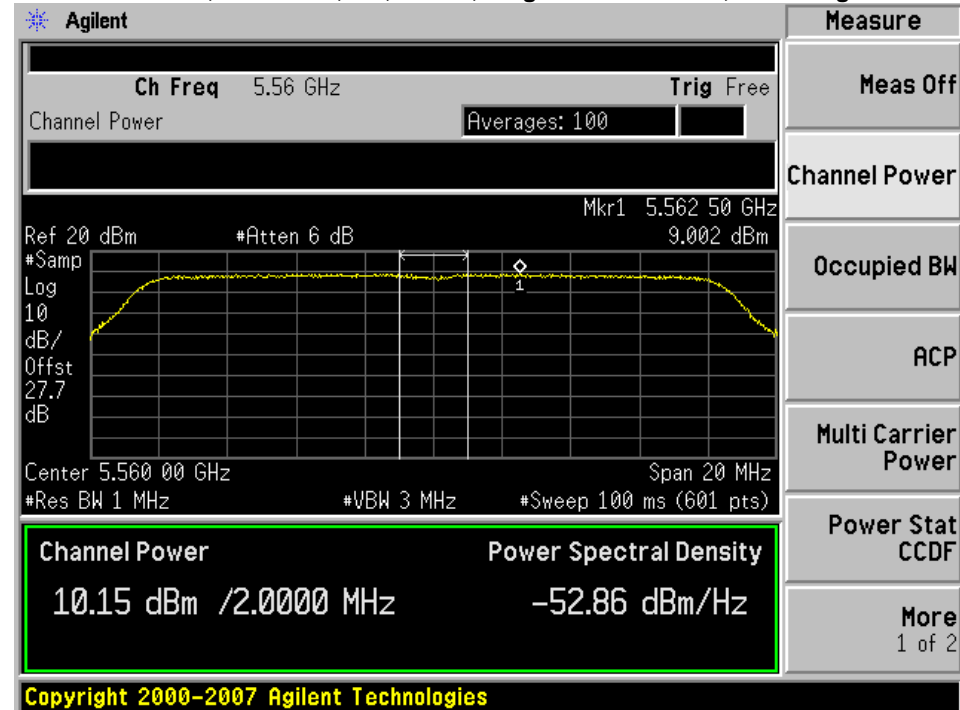 Agilent
Measure
Ch Freq 5.56 GHz Trig Free
Channel Power Averages: 100
Mkr1 5.562 50 GHz
Ref 20 dBm #Atten 6 dB 9.002 dBm
#Samp
Log
10
dB/
Offst
27.7
dB
1
Center 5.560 00 GHz Span 20 MHz
#Res BW 1 MHz #VBW 3 MHz #Sweep 100 ms (601 pts)
Channel Power Power Spectral Density
10.15 dBm /2.0000 MHz -52.86 dBm/Hz
Copyright 2000-2007 Agilent Technologies
Meas Off
Channel Power
Occupied BW
ACP
Multi Carrier
Power
Power Stat
CCDF
More
1 of 2